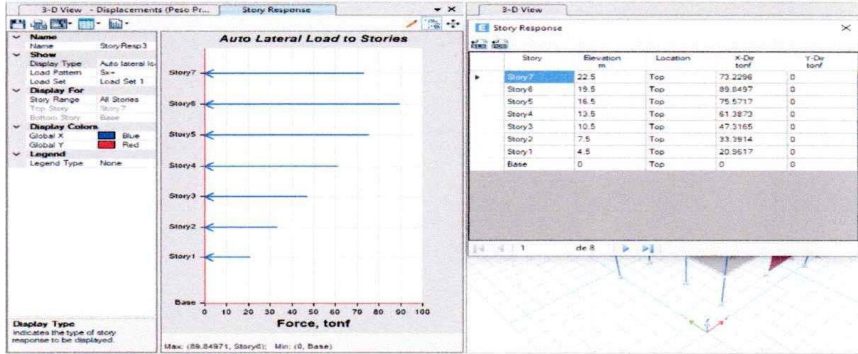 3-D View - Displacements (Peso Pr...
Story Response
Name
Name StoryResp3
Show
Display Type Auto lateral lo
Load Pattern Sx+
Load Set Load Set 1
Display For
Story Range All Stories
Top Story Story7
Bottom Story Base
Display Colors
Global X Blue
Global Y Red
Legend
Legend Type None
Display Type
Indicates the type of story
response to be displayed.
Auto Lateral Load to Stories
Story7
Story6
Story5
Story4
Story3
Story2
Story1
Base
0 10 20 30 40 50 60 70 80 90 100
Force, tonf
Max: (89.84971, Story6); Min: (0, Base)
3-D View
E Story Response
Story Elevation Location X-Dir Y-Dir
m tonf tonf
Story7 22.5 Top 73.2296 0
Story6 19.5 Top 89.8497 0
Story5 16.5 Top 75.5717 0
Story4 13.5 Top 61.3873 0
Story3 10.5 Top 47.3165 0
Story2 7.5 Top 33.3914 0
Story1 4.5 Top 20.9617 0
Base 0 Top 0 0
1 de 8